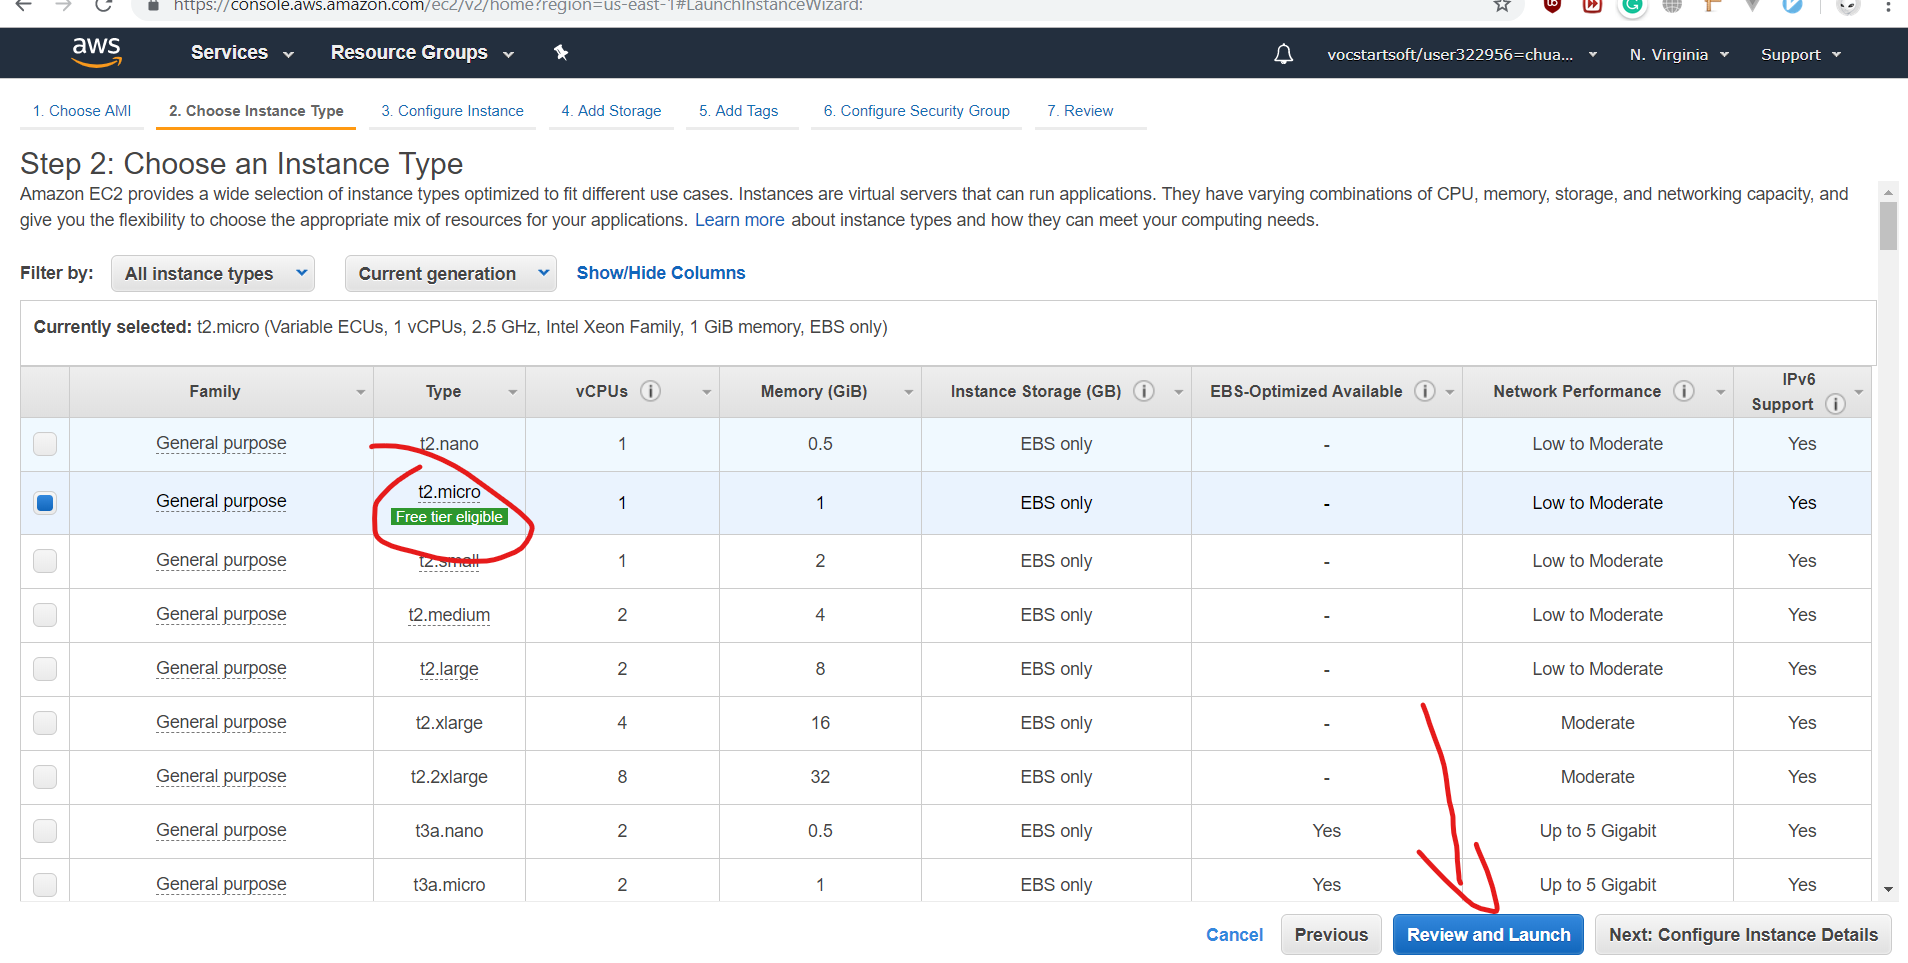 https://console.aws.amazon.com/ec2/v2/home?region=us-east-1#LaunchInstanceWizard:
aws Services Resource Groups vocstartsoft/user322956=chua... N. Virginia Support
1. Choose AMI 2. Choose Instance Type 3. Configure Instance 4. Add Storage 5. Add Tags 6. Configure Security Group 7. Review
Step 2: Choose an Instance Type
Amazon EC2 provides a wide selection of instance types optimized to fit different use cases. Instances are virtual servers that can run applications. They have varying combinations of CPU, memory, storage, and networking capacity, and
give you the flexibility to choose the appropriate mix of resources for your applications. Learn more about instance types and how they can meet your computing needs.
Filter by: All instance types Current generation Show/Hide Columns
Currently selected: t2.micro (Variable ECUs, 1 vCPUs, 2.5 GHz, Intel Xeon Family, 1 GiB memory, EBS only)
Family Type vCPUs i Memory (GiB) Instance Storage (GB) i EBS-Optimized Available i Network Performance i IPv6 Support i
General purpose t2.nano 1 0.5 EBS only - Low to Moderate Yes
General purpose t2.micro Free tier eligible 1 1 EBS only - Low to Moderate Yes
General purpose t2.small 1 2 EBS only - Low to Moderate Yes
General purpose t2.medium 2 4 EBS only - Low to Moderate Yes
General purpose t2.large 2 8 EBS only - Low to Moderate Yes
General purpose t2.xlarge 4 16 EBS only - Moderate Yes
General purpose t2.2xlarge 8 32 EBS only - Moderate Yes
General purpose t3a.nano 2 0.5 EBS only Yes Up to 5 Gigabit Yes
General purpose t3a.micro 2 1 EBS only Yes Up to 5 Gigabit Yes
Cancel Previous Review and Launch Next: Configure Instance Details